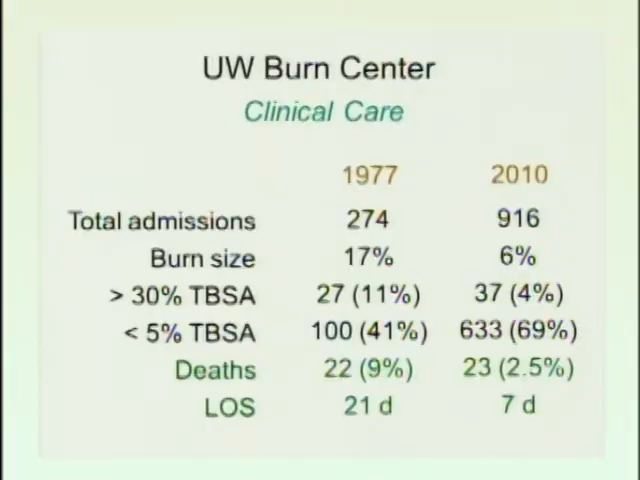 UW Burn Center
Clinical Care
1977 2010
Total admissions 274 916
Burn size 17% 6%
> 30% TBSA 27 (11%) 37 (4%)
< 5% TBSA 100 (41%) 633 (69%)
Deaths 22 (9%) 23 (2.5%)
LOS 21 d 7 d